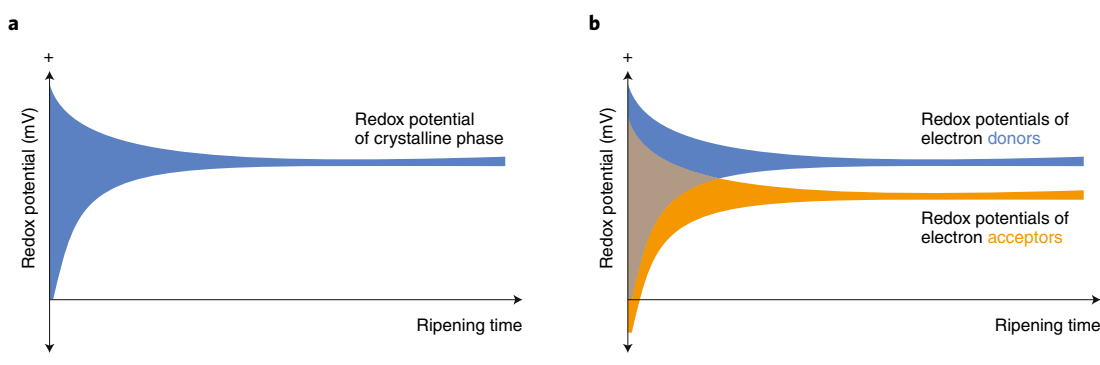 a
+
Redox potential (mV)
Redox potential
of crystalline phase
Ripening time
b
+
Redox potential (mV)
Redox potentials of
electron donors
Redox potentials of
electron acceptors
Ripening time